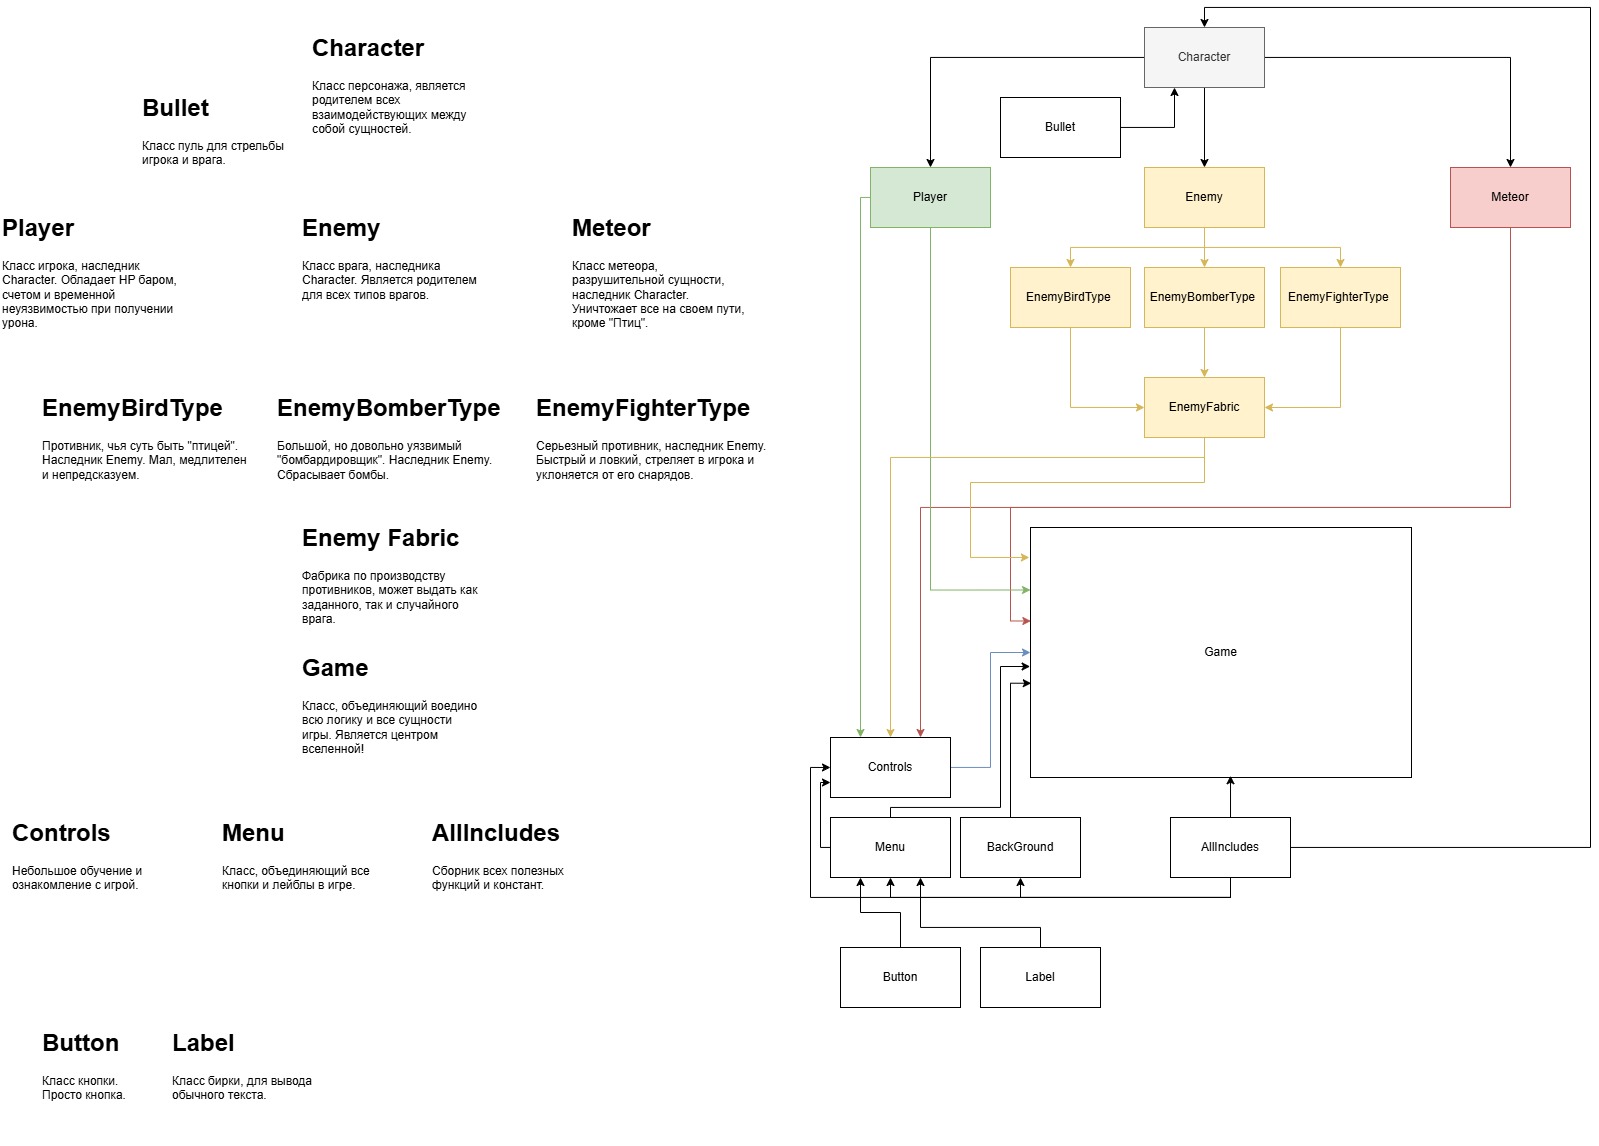 Character
Класс персонажа, является
родителем всех
взаимодействующих между
собой сущностей.
Bullet
Класс пуль для стрельбы
игрока и врага.
Player
Класс игрока, наследник
Character. Обладает HP баром,
счетом и временной
неуязвимостью при получении
урона.
Enemy
Класс врага, наследника
Character. Является родителем
для всех типов врагов.
Meteor
Класс метеора,
разрушительной сущности,
наследник Character.
Уничтожает все на своем пути,
кроме "Птиц".
EnemyBirdType
Противник, чья суть быть "птицей".
Наследник Enemy. Мал, медлителен
и непредсказуем.
EnemyBomberType
Большой, но довольно уязвимый
"бомбардировщик". Наследник Enemy.
Сбрасывает бомбы.
EnemyFighterType
Серьезный противник, наследник Enemy.
Быстрый и ловкий, стреляет в игрока и
уклоняется от его снарядов.
Enemy Fabric
Фабрика по производству
противников, может выдать как
заданного, так и случайного
врага.
Game
Класс, объединяющий воедино
всю логику и все сущности
игры. Является центром
вселенной!
Controls
Небольшое обучение и
ознакомление с игрой.
Menu
Класс, объединяющий все
кнопки и лейблы в игре.
AllIncludes
Сборник всех полезных
функций и констант.
Button
Класс кнопки.
Просто кнопка.
Label
Класс бирки, для вывода
обычного текста.
Character
Bullet
Player
Enemy
Meteor
EnemyBirdType
EnemyBomberType
EnemyFighterType
EnemyFabric
Game
Controls
Menu
BackGround
AllIncludes
Button
Label